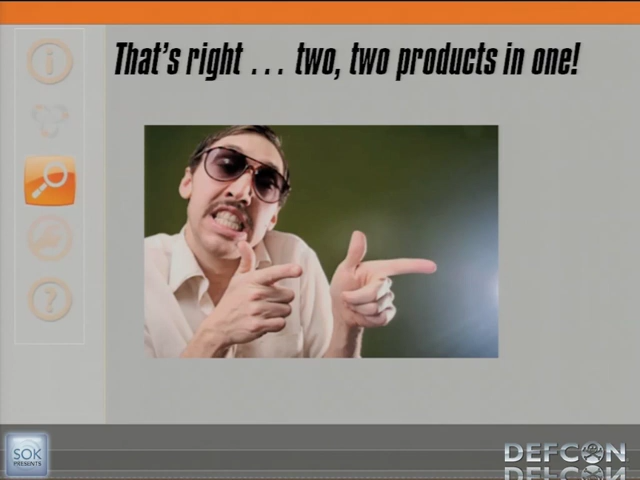 That's right . . . two, two products in one!
i
?
SOK
PRESENTS
DEFCON